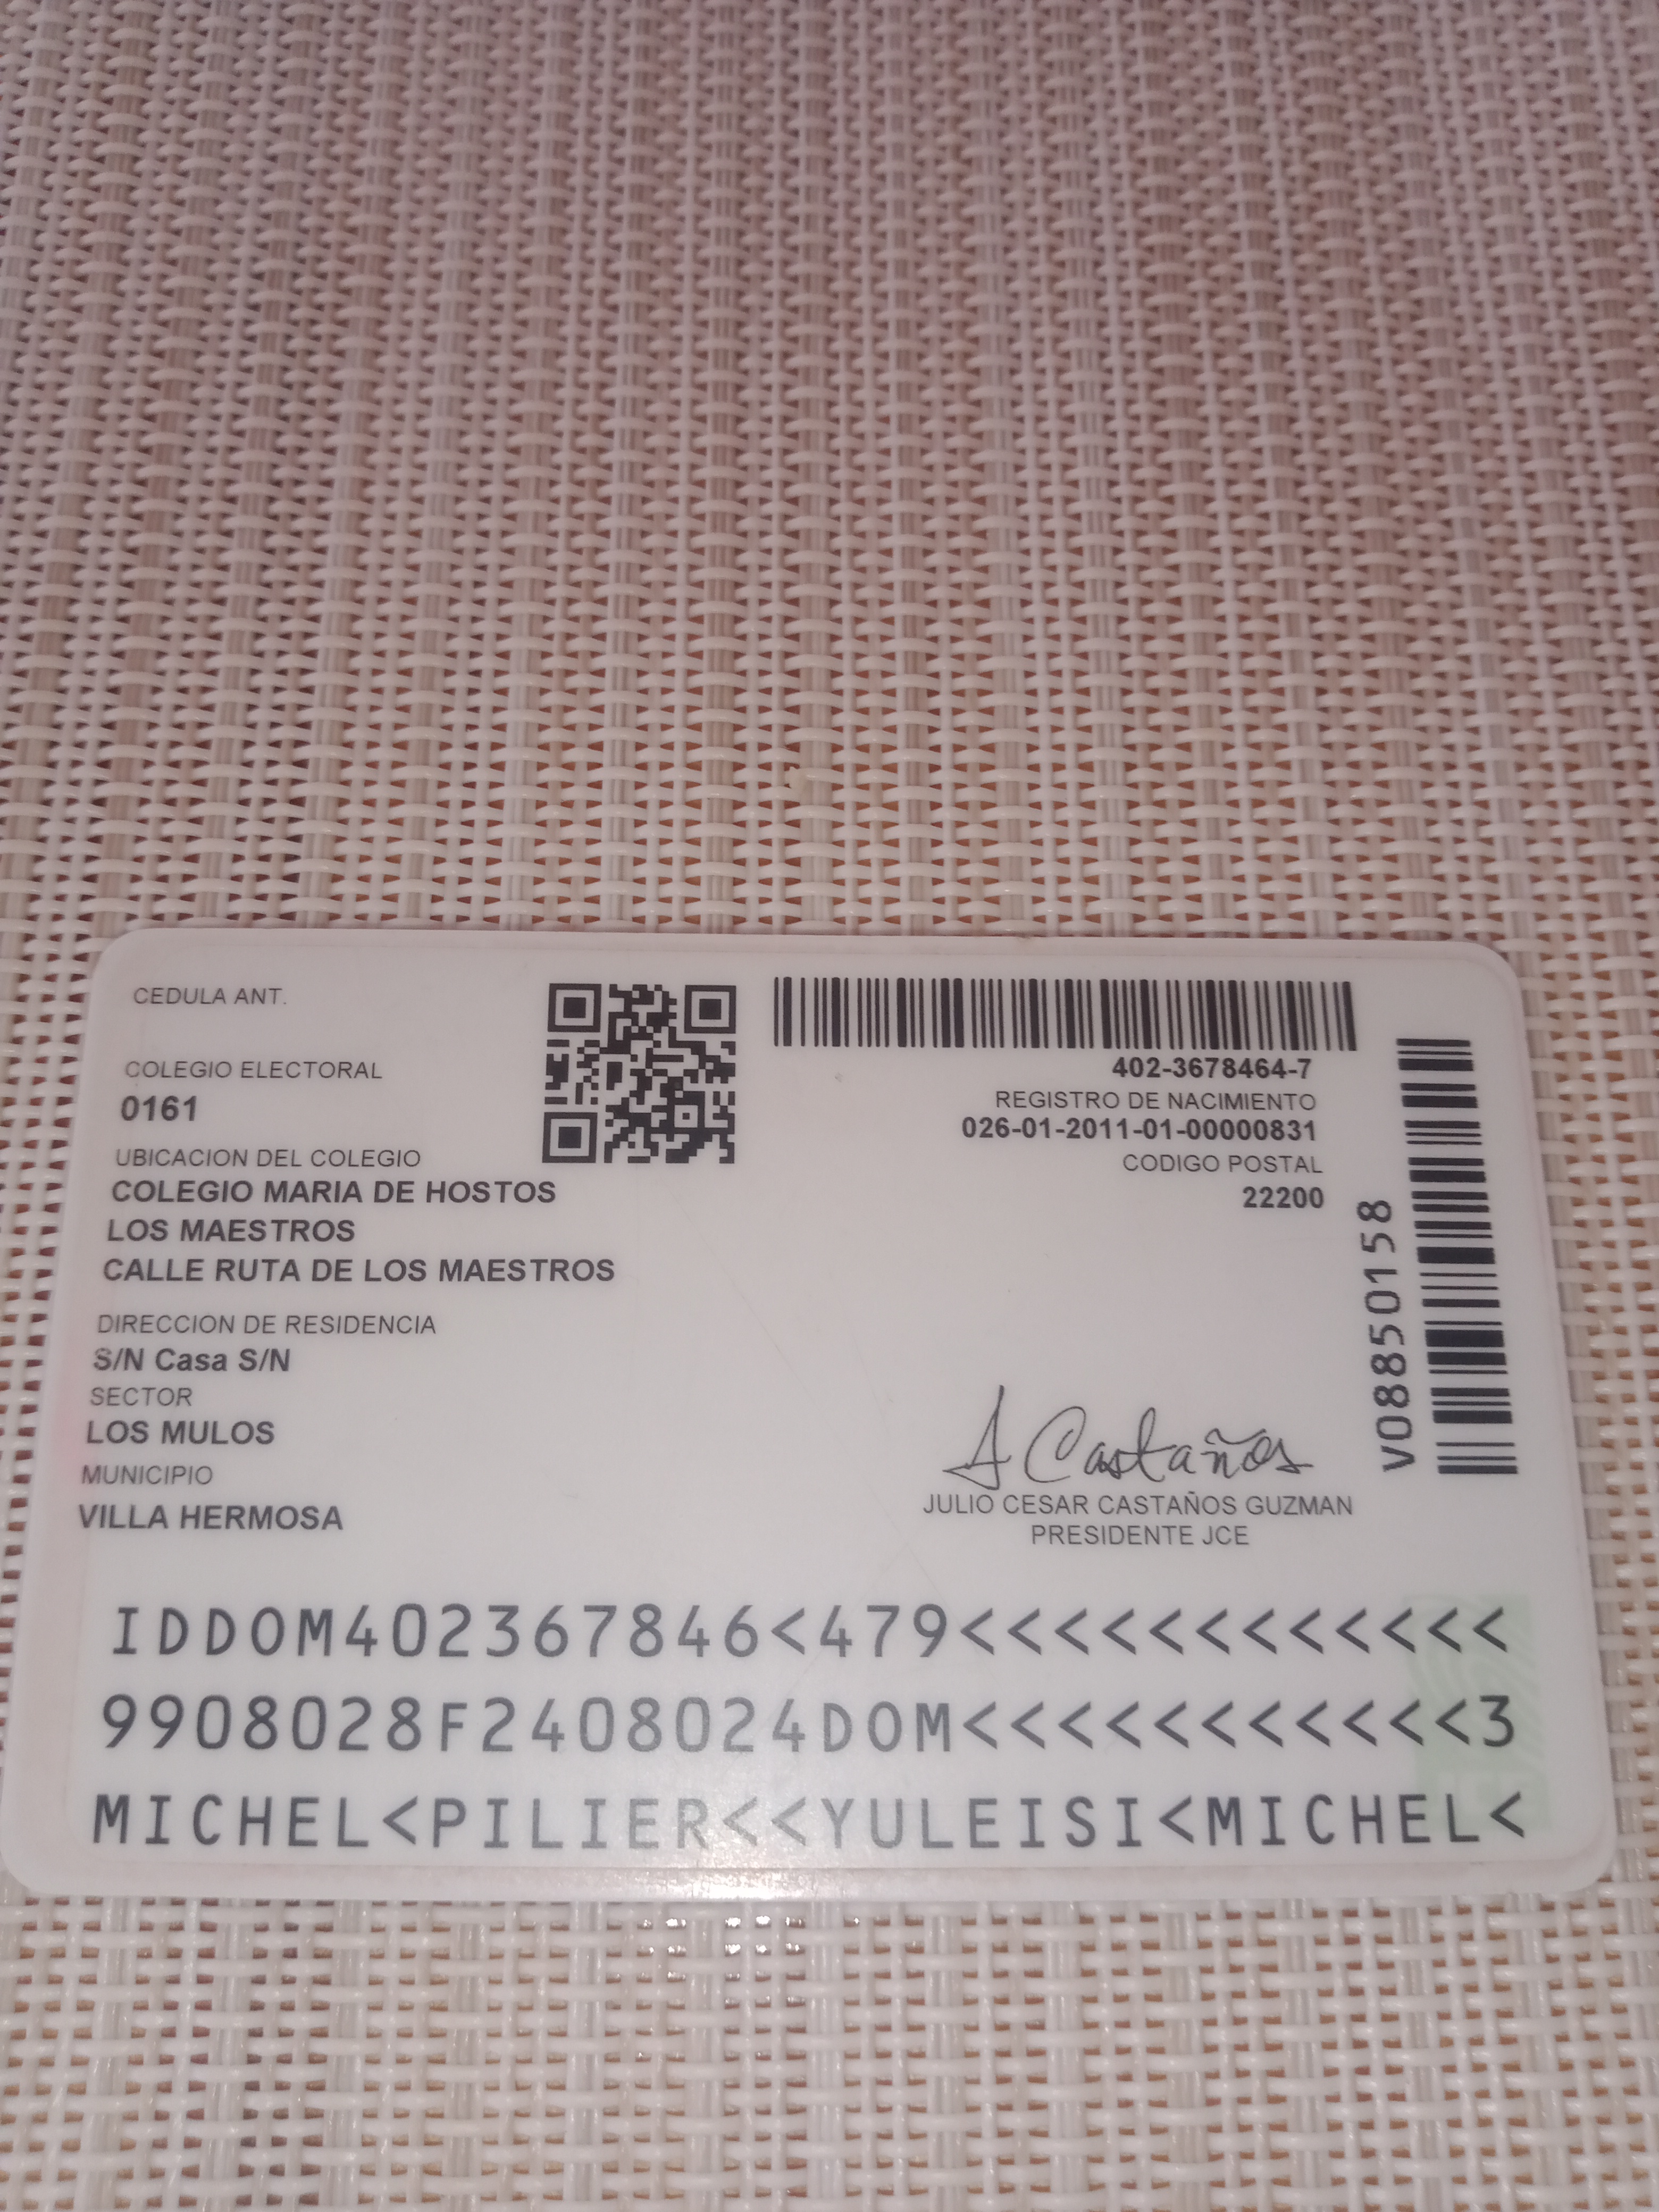 CEDULA ANT.
COLEGIO ELECTORAL
0161
UBICACION DEL COLEGIO
COLEGIO MARIA DE HOSTOS
LOS MAESTROS
CALLE RUTA DE LOS MAESTROS
DIRECCION DE RESIDENCIA
S/N Casa S/N
SECTOR
LOS MULOS
MUNICIPIO
VILLA HERMOSA
402-3678464-7
REGISTRO DE NACIMIENTO
026-01-2011-01-00000831
CODIGO POSTAL
22200
V08850158
J Castaños
JULIO CESAR CASTAÑOS GUZMAN
PRESIDENTE JCE
IDDOM402367846<479<<<<<<<<<<<<
9908028F2408024DOM<<<<<<<<<<<3
MICHEL<PILIER<<YULEISI<MICHEL<